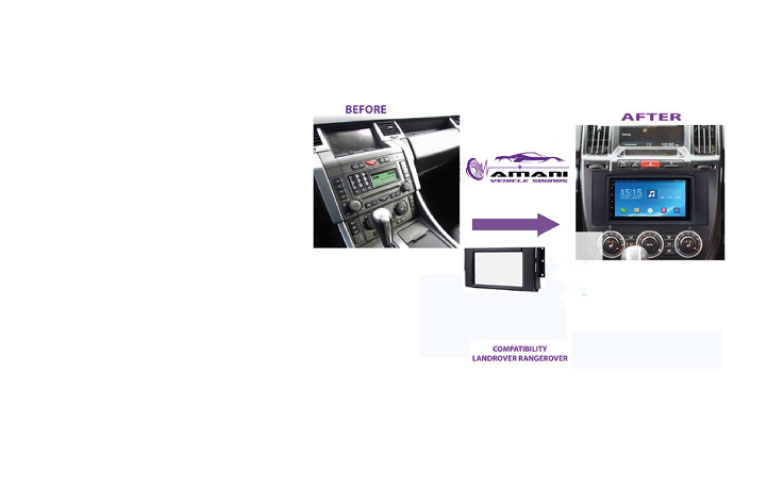 BEFORE
AFTER
AMANI
VEHICLE SOUNDS
15:15
COMPATIBILITY
LANDROVER RANGEROVER